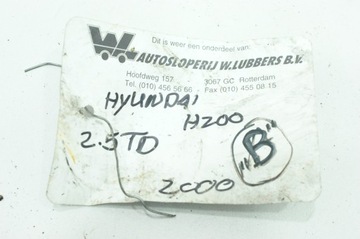 Dit is weer een onderdeel van:
W AUTOSLOPERIJ W.LUBBERS B.V.
Hoofdweg 157 3067 GC Rotterdam
Tel. (010) 456 56 66 - Fax (010) 455 08 15
HYUNDAI
H200
2.5TD
"B"
2000